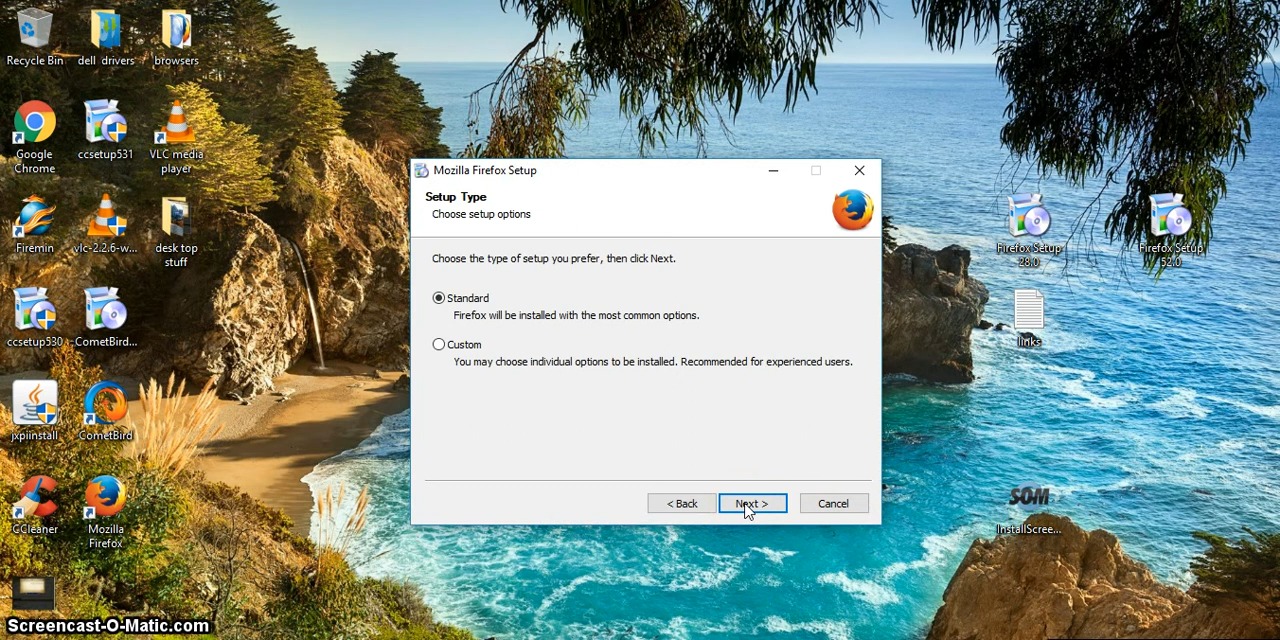 Recycle Bin
dell drivers
browsers
Google
Chrome
ccsetup531
VLC media
player
Firemin
vlc-2.2.6-w...
desk top
stuff
ccsetup530
CometBird...
jxpiinstall
CometBird
CCleaner
Mozilla
Firefox
Mozilla Firefox Setup
Setup Type
Choose setup options
Choose the type of setup you prefer, then click Next.
Standard
Firefox will be installed with the most common options.
Custom
You may choose individual options to be installed. Recommended for experienced users.
< Back
Next >
Cancel
Firefox Setup
28.0
Firefox Setup
52.0
links
SOM
InstallScree...
Screencast-O-Matic.com